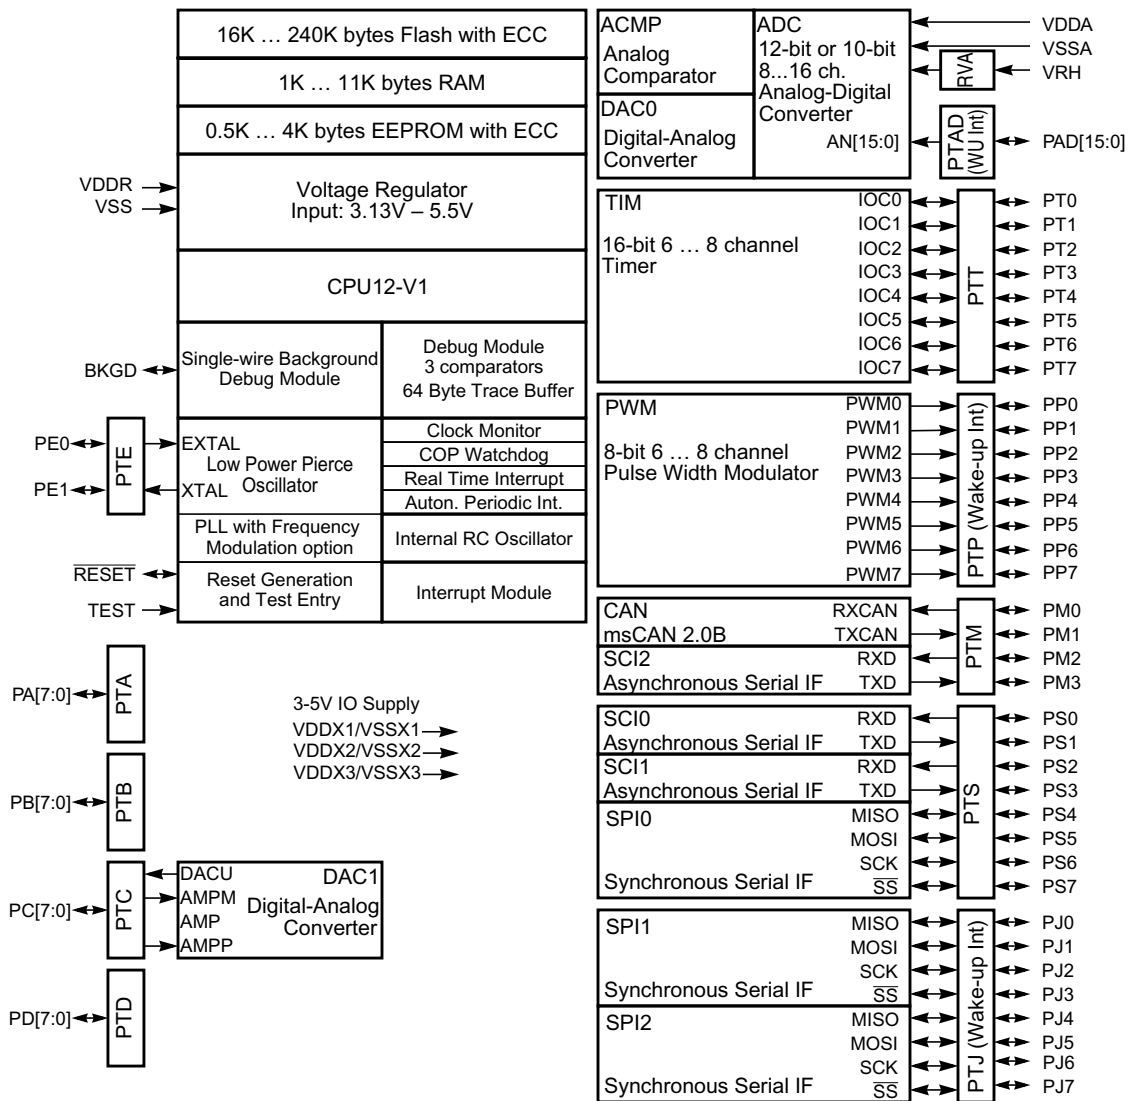 16K … 240K bytes Flash with ECC
1K … 11K bytes RAM
0.5K … 4K bytes EEPROM with ECC
VDDR
VSS
Voltage Regulator
Input: 3.13V – 5.5V
CPU12-V1
BKGD
Single-wire Background
Debug Module
Debug Module
3 comparators
64 Byte Trace Buffer
PE0
PE1
PTE
EXTAL
Low Power Pierce
Oscillator
XTAL
Clock Monitor
COP Watchdog
Real Time Interrupt
Auton. Periodic Int.
PLL with Frequency
Modulation option
Internal RC Oscillator
RESET
TEST
Reset Generation
and Test Entry
Interrupt Module
PA[7:0]
PTA
3-5V IO Supply
VDDX1/VSSX1
VDDX2/VSSX2
VDDX3/VSSX3
PB[7:0]
PTB
PC[7:0]
PTC
DACU
AMPM
AMP
AMPP
DAC1
Digital-Analog
Converter
PD[7:0]
PTD
ACMP
Analog
Comparator
DAC0
Digital-Analog
Converter
ADC
12-bit or 10-bit
8...16 ch.
Analog-Digital
Converter
AN[15:0]
RVA
VDDA
VSSA
VRH
PTAD
(WU Int)
PAD[15:0]
TIM
16-bit 6 … 8 channel
Timer
IOC0
IOC1
IOC2
IOC3
IOC4
IOC5
IOC6
IOC7
PTT
PT0
PT1
PT2
PT3
PT4
PT5
PT6
PT7
PWM
8-bit 6 … 8 channel
Pulse Width Modulator
PWM0
PWM1
PWM2
PWM3
PWM4
PWM5
PWM6
PWM7
PTP (Wake-up Int)
PP0
PP1
PP2
PP3
PP4
PP5
PP6
PP7
CAN
msCAN 2.0B
RXCAN
TXCAN
SCI2
Asynchronous Serial IF
RXD
TXD
PTM
PM0
PM1
PM2
PM3
SCI0
Asynchronous Serial IF
RXD
TXD
SCI1
Asynchronous Serial IF
RXD
TXD
SPI0
Synchronous Serial IF
MISO
MOSI
SCK
SS
PTS
PS0
PS1
PS2
PS3
PS4
PS5
PS6
PS7
SPI1
Synchronous Serial IF
MISO
MOSI
SCK
SS
SPI2
Synchronous Serial IF
MISO
MOSI
SCK
SS
PTJ (Wake-up Int)
PJ0
PJ1
PJ2
PJ3
PJ4
PJ5
PJ6
PJ7